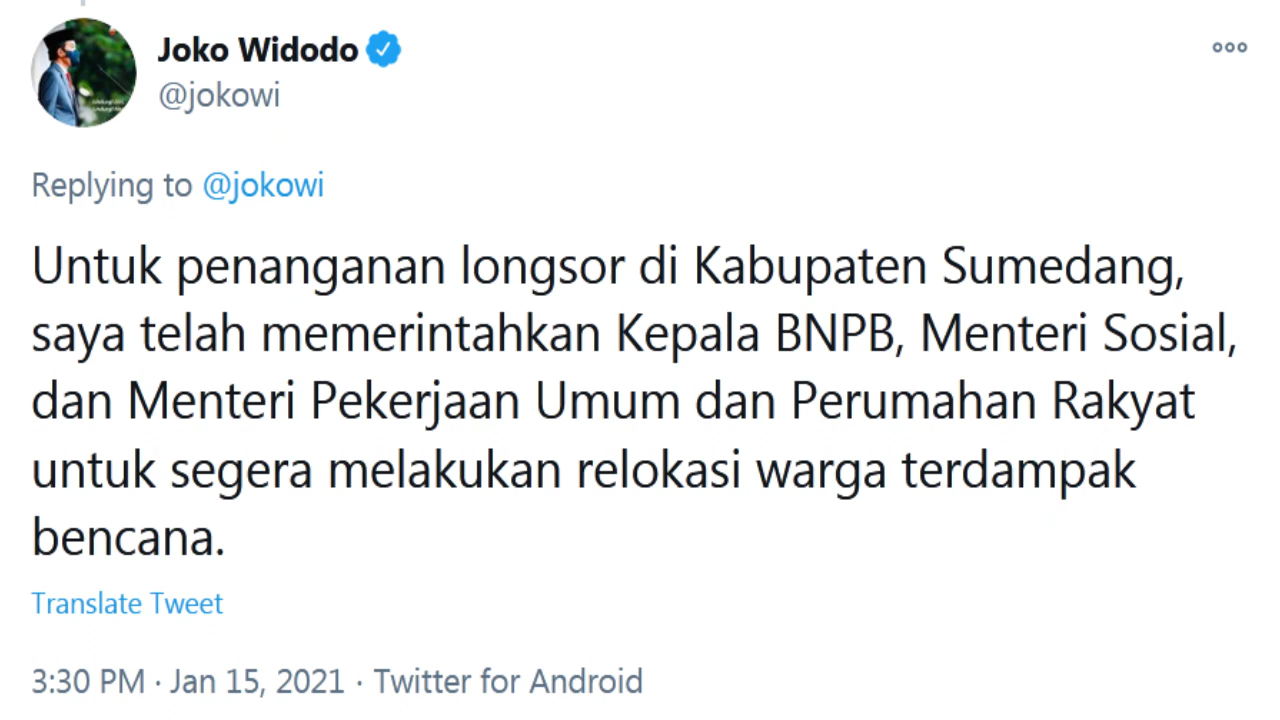 Joko Widodo
@jokowi
Replying to @jokowi
Untuk penanganan longsor di Kabupaten Sumedang,
saya telah memerintahkan Kepala BNPB, Menteri Sosial,
dan Menteri Pekerjaan Umum dan Perumahan Rakyat
untuk segera melakukan relokasi warga terdampak
bencana.
Translate Tweet
3:30 PM · Jan 15, 2021 · Twitter for Android